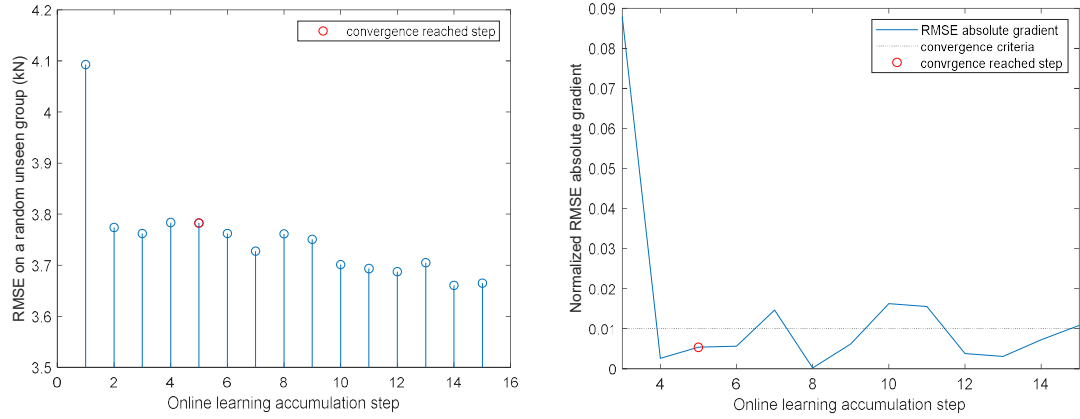 4.2
4.1
4
3.9
3.8
3.7
3.6
3.5
RMSE on a random unseen group (kN)
convergence reached step
0 2 4 6 8 10 12 14 16
Online learning accumulation step
0.09
0.08
0.07
0.06
0.05
0.04
0.03
0.02
0.01
0
Normalized RMSE absolute gradient
RMSE absolute gradient
convergence criteria
convrgence reached step
4 6 8 10 12 14
Online learning accumulation step